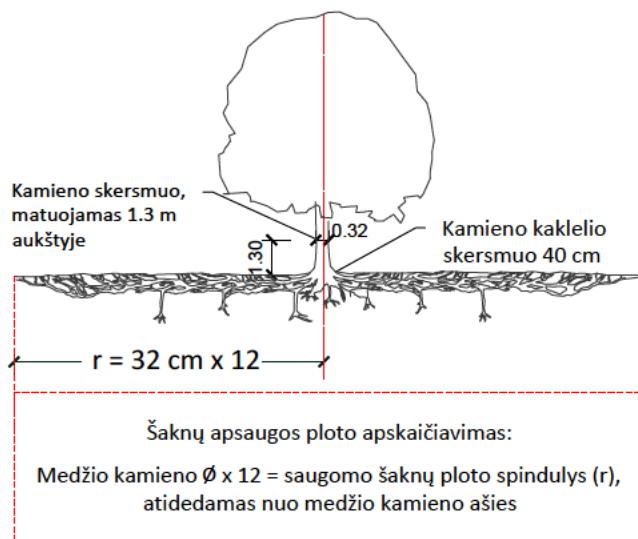 Kamieno skersmuo,
matuojamas 1.3 m
aukštyje
0.32
1.30
Kamieno kaklelio
skersmuo 40 cm
r = 32 cm x 12
Šaknų apsaugos ploto apskaičiavimas:
Medžio kamieno Ø x 12 = saugomo šaknų ploto spindulys (r),
atidedamas nuo medžio kamieno ašies